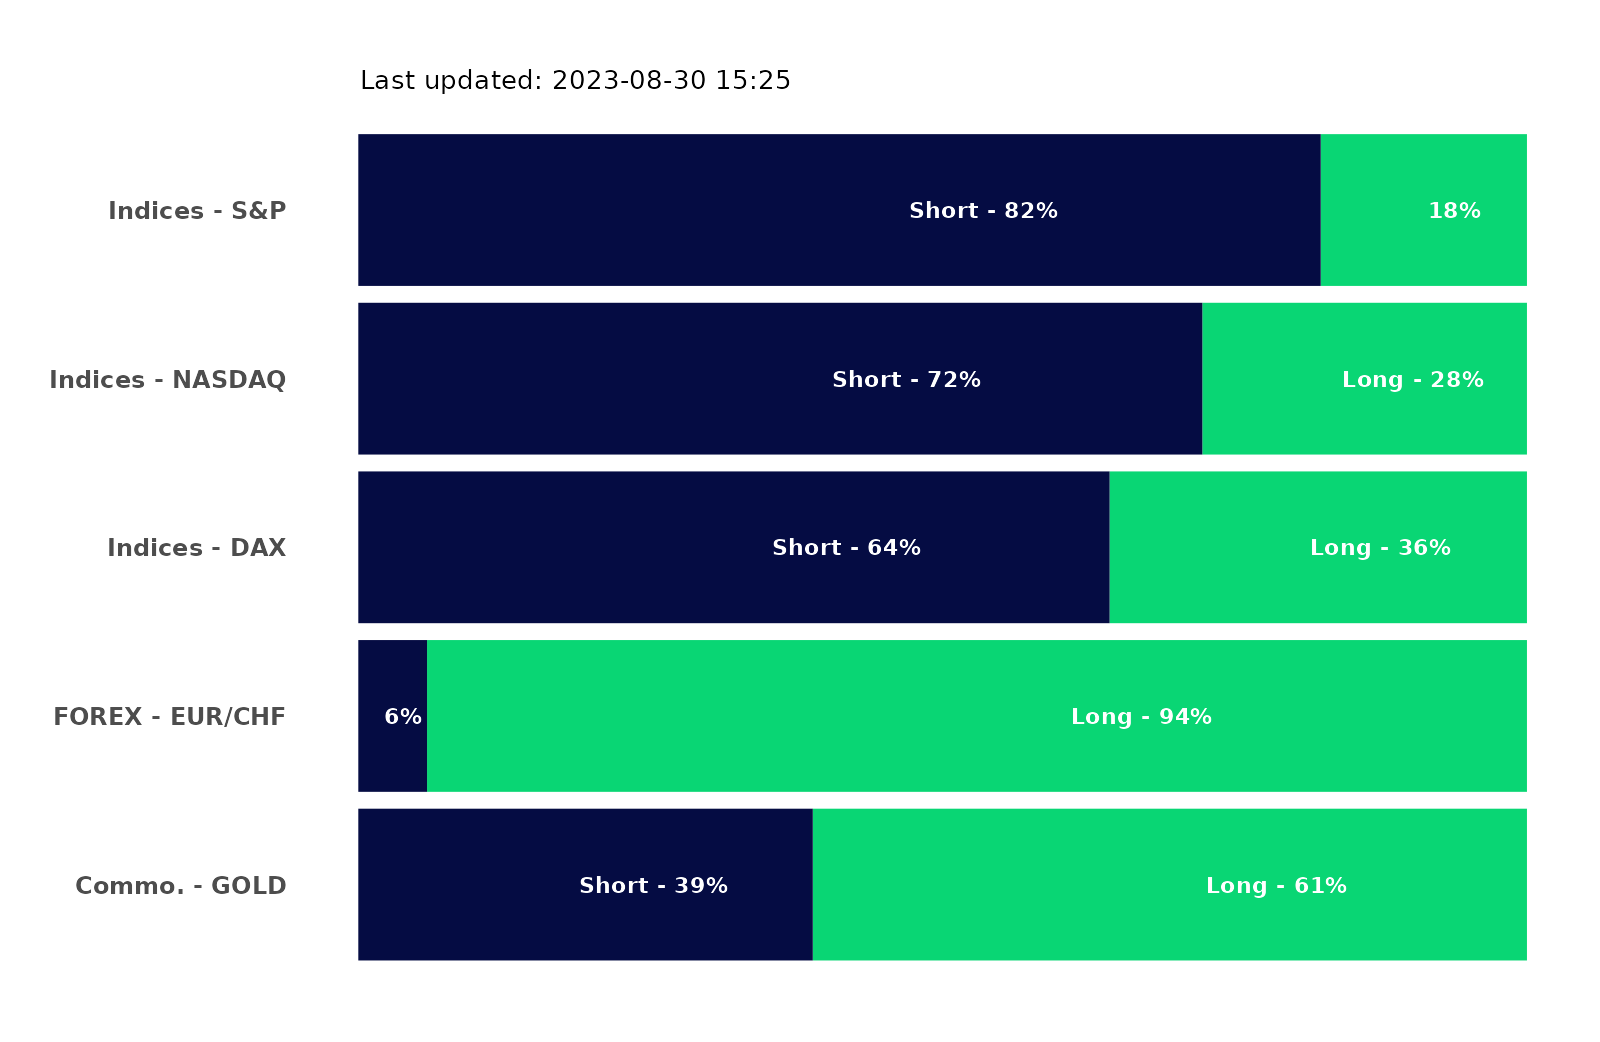 Last updated: 2023-08-30 15:25
Indices - S&P Short - 82% 18%
Indices - NASDAQ Short - 72% Long - 28%
Indices - DAX Short - 64% Long - 36%
FOREX - EUR/CHF 6% Long - 94%
Commo. - GOLD Short - 39% Long - 61%